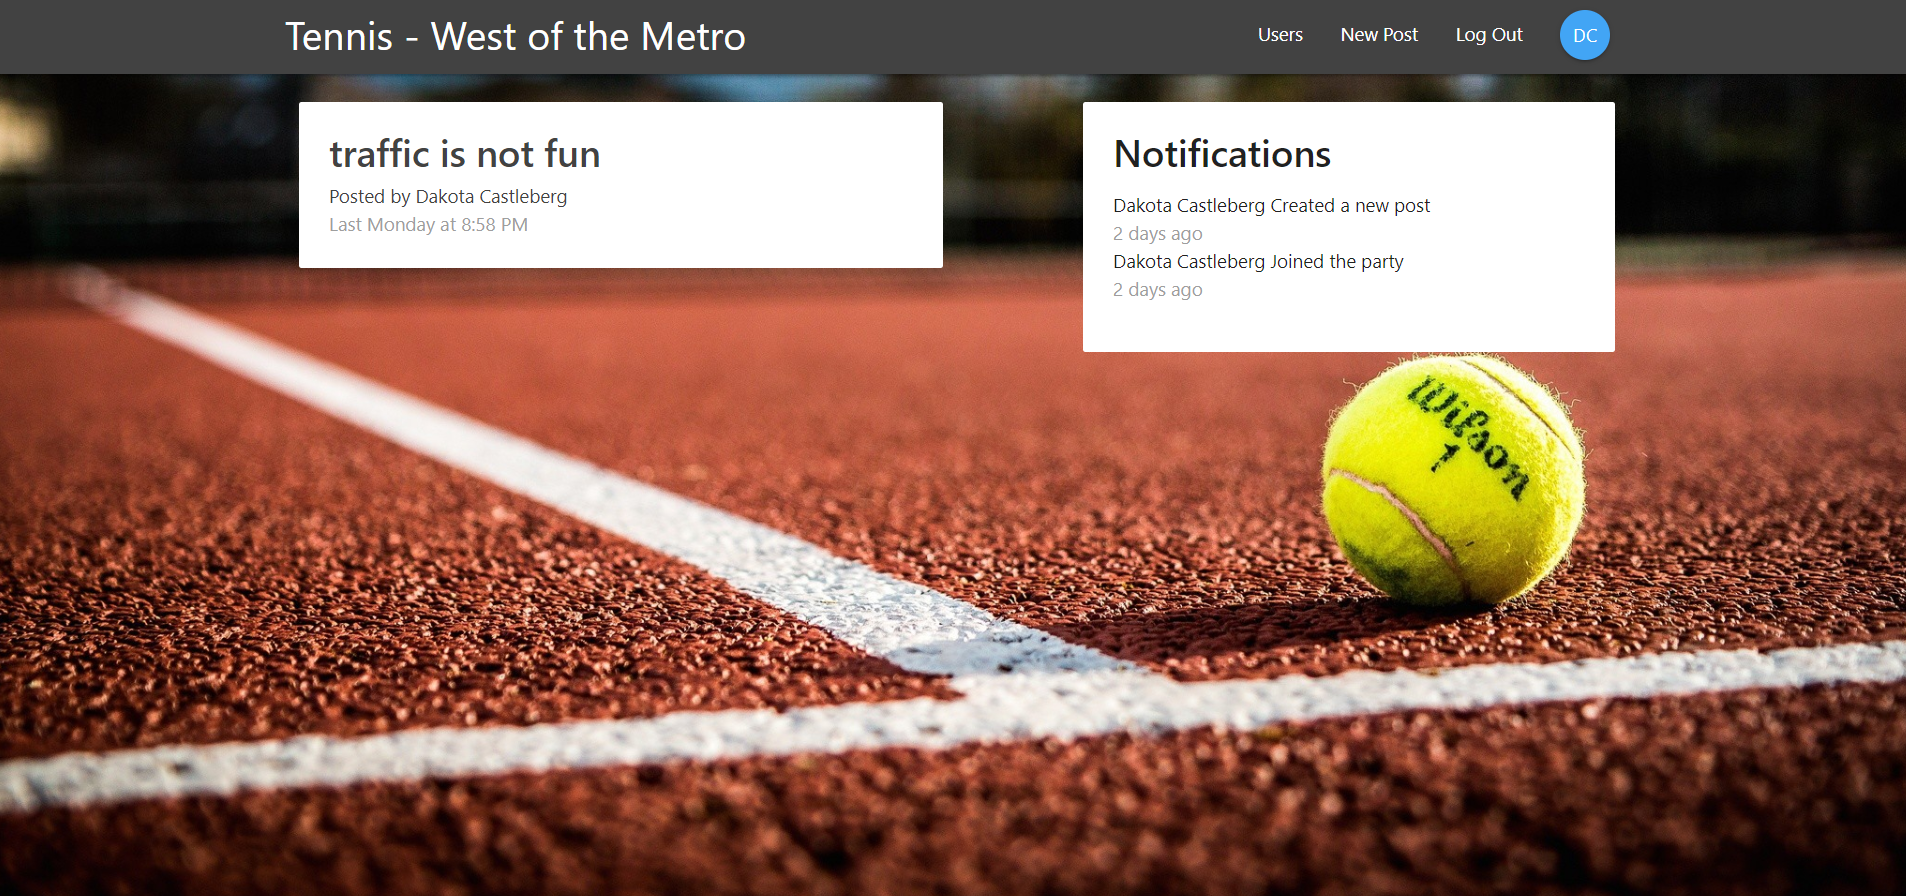 Tennis - West of the Metro
Users
New Post
Log Out
DC
traffic is not fun
Posted by Dakota Castleberg
Last Monday at 8:58 PM
Notifications
Dakota Castleberg Created a new post
2 days ago
Dakota Castleberg Joined the party
2 days ago
Wilson
1